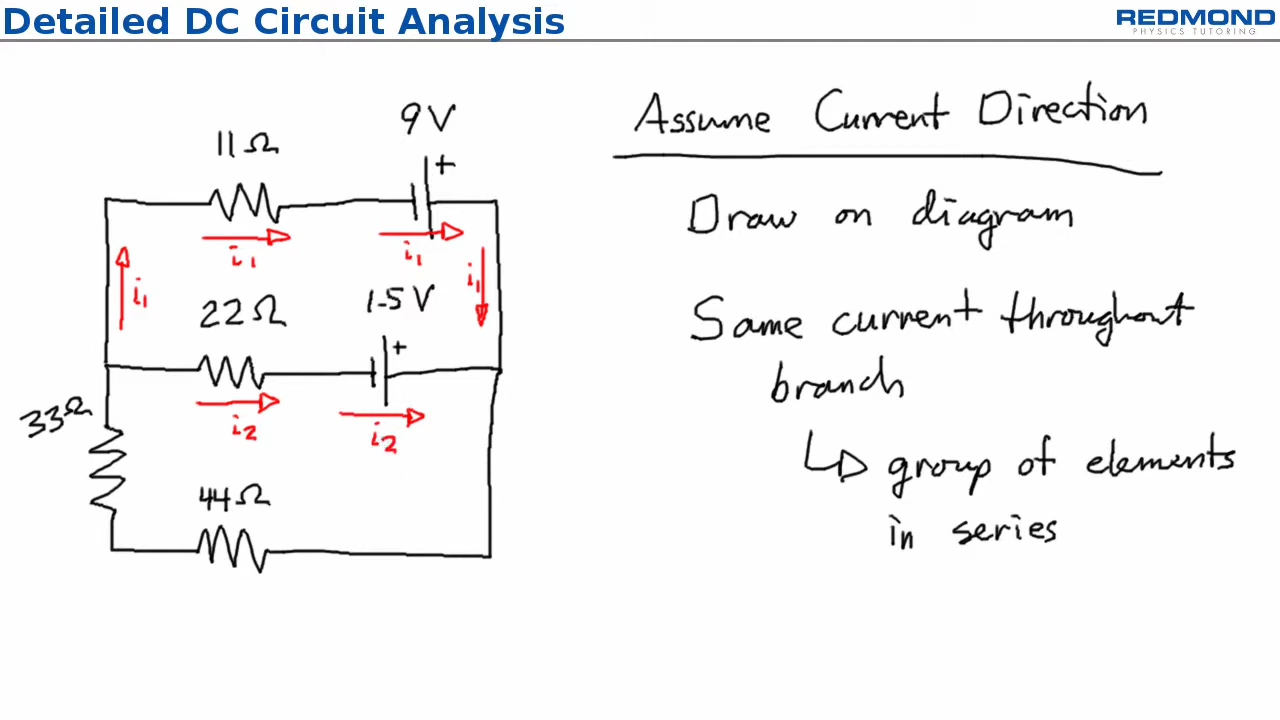 Detailed DC Circuit Analysis
REDMOND
PHYSICS TUTORING
Assume Current Direction
Draw on diagram
Same current throughout
branch
group of elements
in series
9V
11Ω
+
i1
i1
i1
i1
22Ω
1.5V
+
i2
i2
33Ω
44Ω